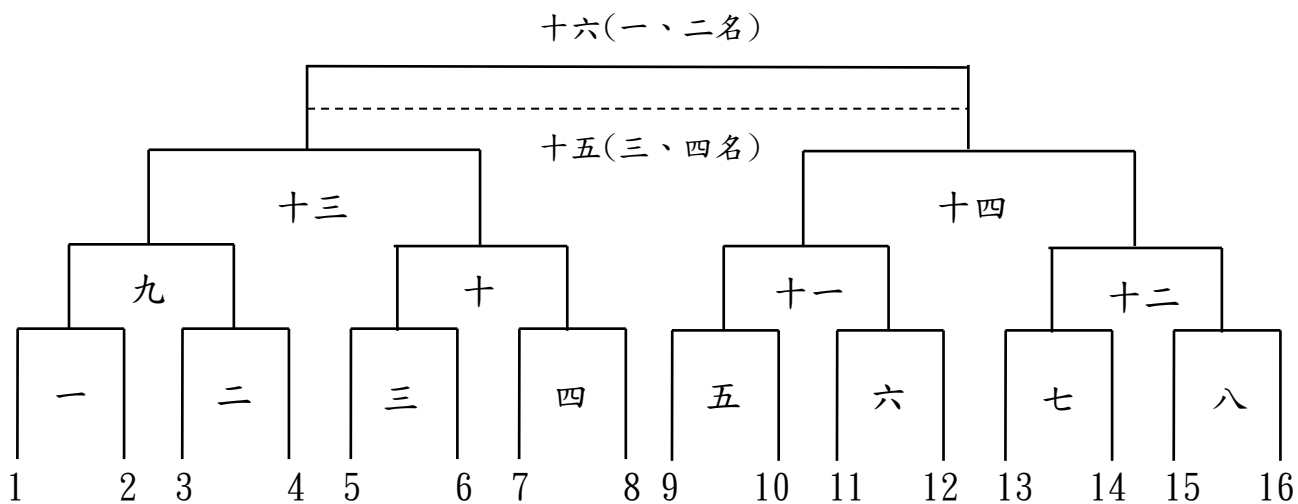 十六(一、二名)
十五(三、四名)
十三 十四
九 十 十一 十二
一 二 三 四 五 六 七 八
1 2 3 4 5 6 7 8 9 10 11 12 13 14 15 16